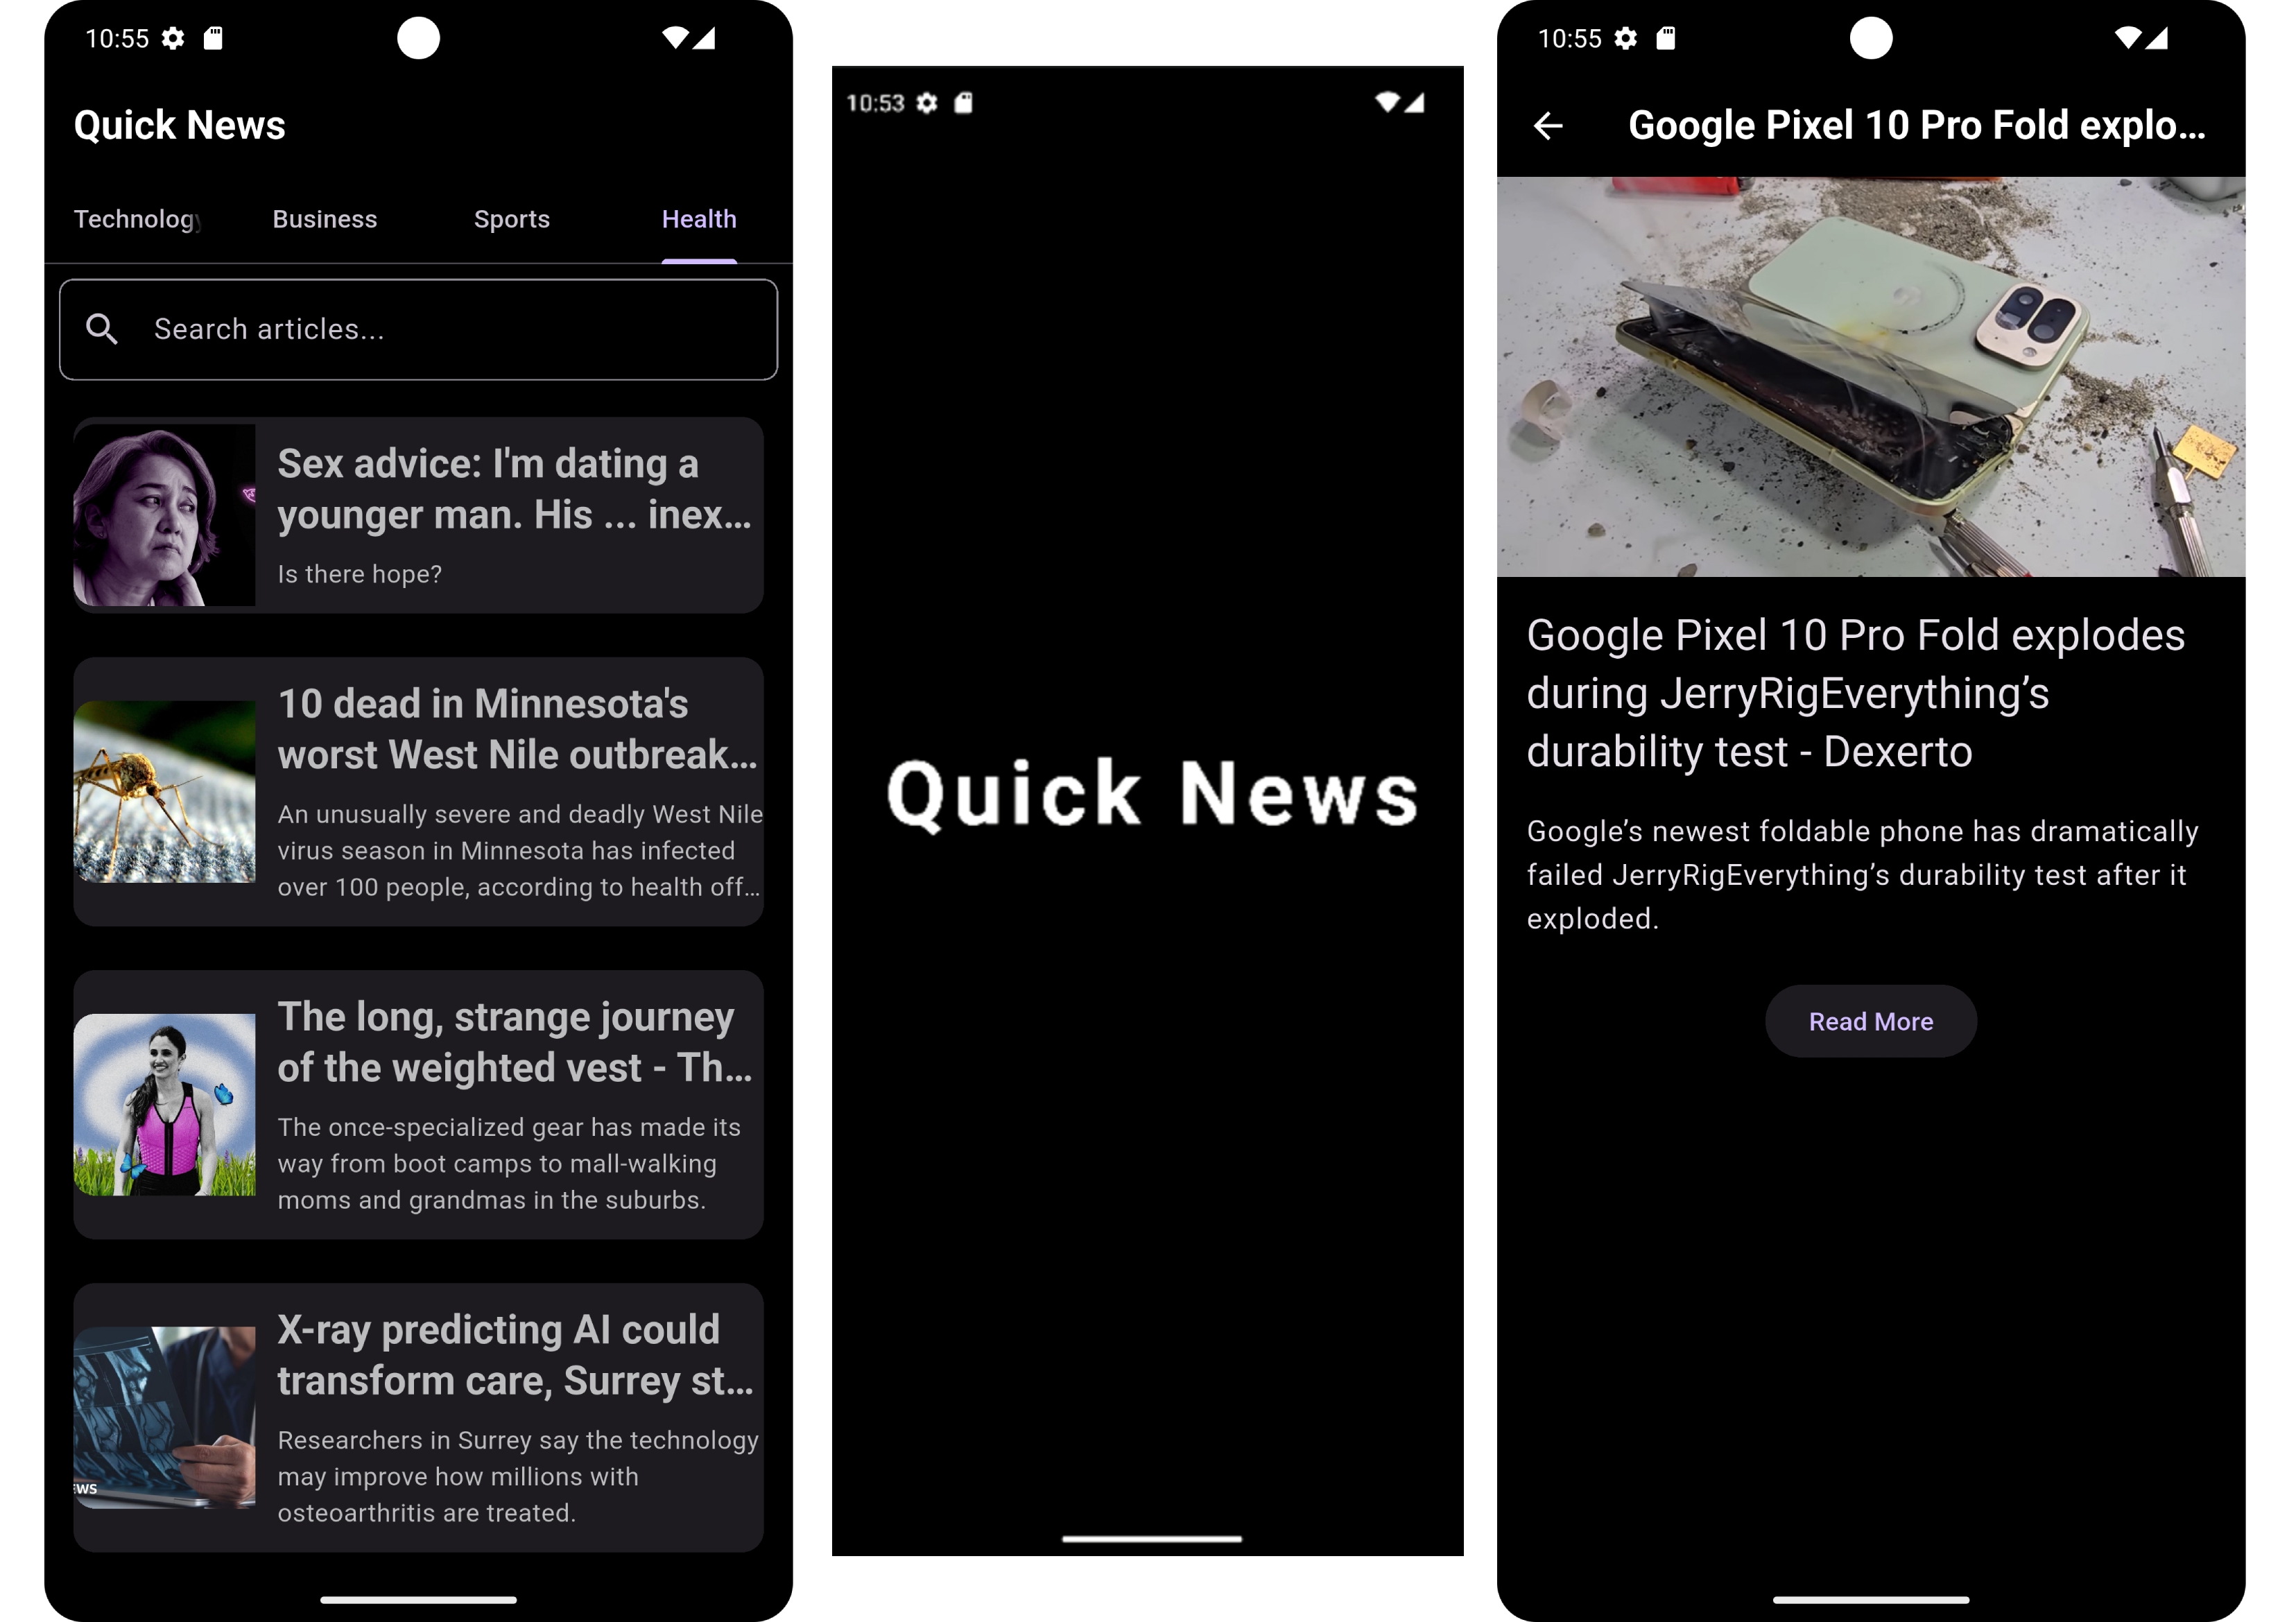 10:55
Quick News
Technology
Business
Sports
Health
Search articles...
Sex advice: I'm dating a
younger man. His ... inex...
Is there hope?
10 dead in Minnesota's
worst West Nile outbreak...
An unusually severe and deadly West Nile
virus season in Minnesota has infected
over 100 people, according to health off...
The long, strange journey
of the weighted vest - Th...
The once-specialized gear has made its
way from boot camps to mall-walking
moms and grandmas in the suburbs.
X-ray predicting AI could
transform care, Surrey st...
Researchers in Surrey say the technology
may improve how millions with
osteoarthritis are treated.
EWS
10:53
Quick News
10:55
Google Pixel 10 Pro Fold explo...
Google Pixel 10 Pro Fold explodes
during JerryRigEverything’s
durability test - Dexerto
Google’s newest foldable phone has dramatically
failed JerryRigEverything’s durability test after it
exploded.
Read More